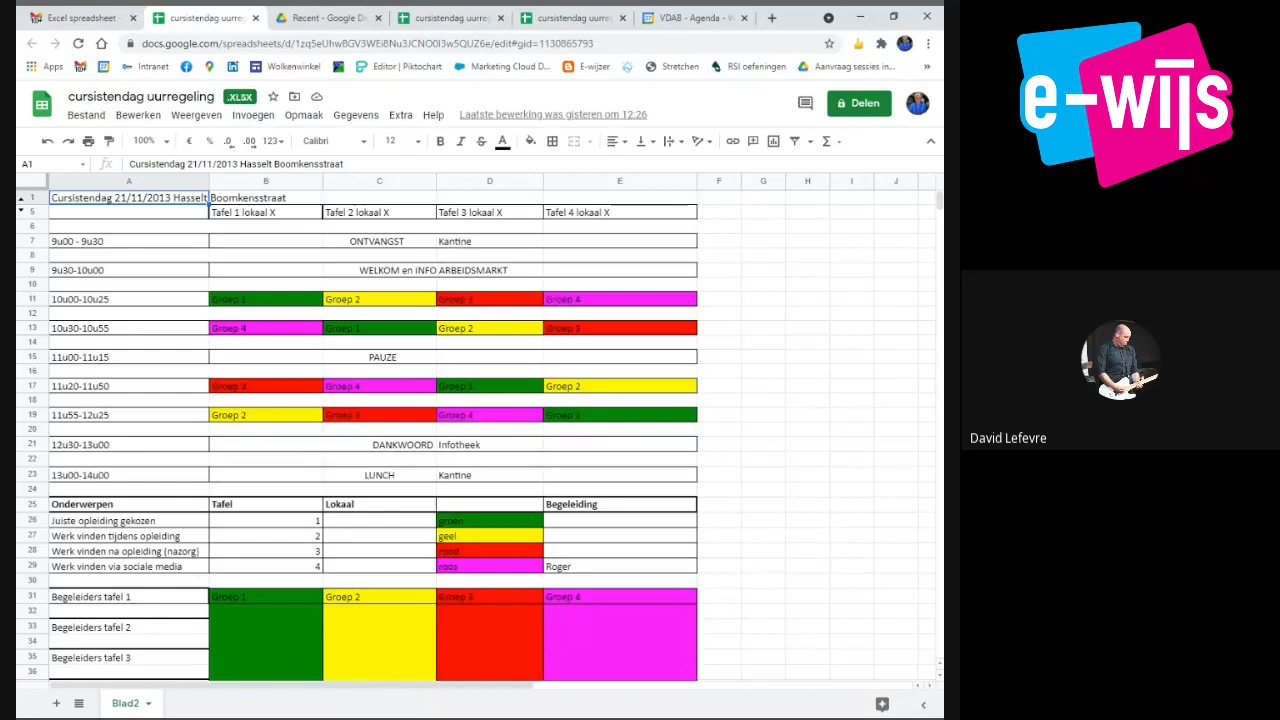 Excel spreadsheet -
cursistendag uurre
Recent - Google D
cursistendag uurre
cursistendag uurre
VDAB - Agenda - W
docs.google.com/spreadsheets/d/1zq5eUhwBGV3WEi8Nu3JCNO0I3w5QUZ6e/edit#gid=1130865793
Apps
Intranet
Wolkenwinkel
Editor | Piktochart
Marketing Cloud D...
E-wijzer
Stretchen
RSI oefeningen
Aanvraag sessies in...
»
cursistendag uurregeling .XLSX
Bestand Bewerken Weergeven Invoegen Opmaak Gegevens Extra Help Laatste bewerking was gisteren om 12:26
Delen
100% € % .0 .00 123 Calibri 12 B I S A
A1 fx Cursistendag 21/11/2013 Hasselt Boomkensstraat
A B C D E F G H I J
1 Cursistendag 21/11/2013 Hasselt Boomkensstraat
5 Tafel 1 lokaal X Tafel 2 lokaal X Tafel 3 lokaal X Tafel 4 lokaal X
6
7 9u00 - 9u30 ONTVANGST Kantine
8
9 9u30-10u00 WELKOM en INFO ARBEIDSMARKT
10
11 10u00-10u25 Groep 1 Groep 2 Groep 3 Groep 4
12
13 10u30-10u55 Groep 4 Groep 1 Groep 2 Groep 3
14
15 11u00-11u15 PAUZE
16
17 11u20-11u50 Groep 3 Groep 4 Groep 1 Groep 2
18
19 11u55-12u25 Groep 2 Groep 3 Groep 4 Groep 1
20
21 12u30-13u00 DANKWOORD Infotheek
22
23 13u00-14u00 LUNCH Kantine
24
25 Onderwerpen Tafel Lokaal Begeleiding
26 Juiste opleiding gekozen 1 groen
27 Werk vinden tijdens opleiding 2 geel
28 Werk vinden na opleiding (nazorg) 3 rood
29 Werk vinden via sociale media 4 roos Roger
30
31 Begeleiders tafel 1 Groep 1 Groep 2 Groep 3 Groep 4
32
33 Begeleiders tafel 2
34
35 Begeleiders tafel 3
36
Blad2
e-wijs
David Lefevre